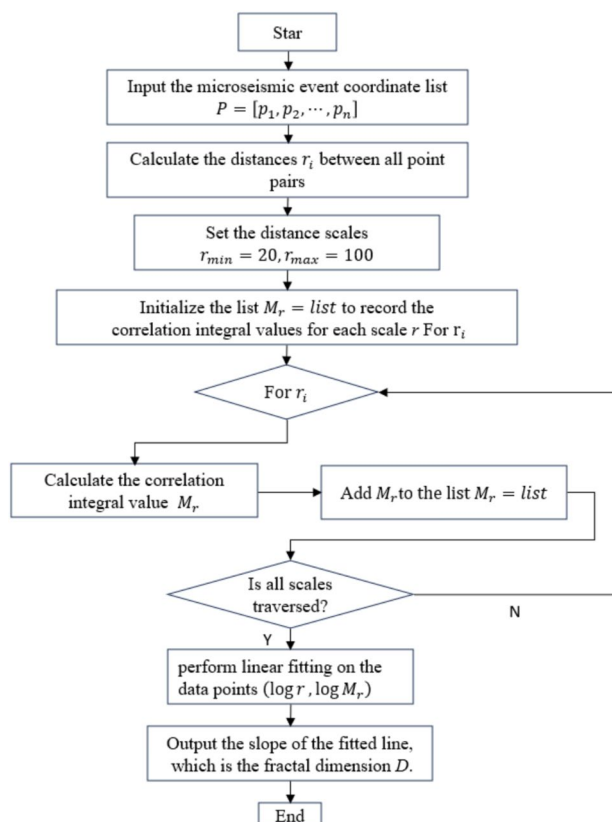 Star
Input the microseismic event coordinate list
P = [p₁, p₂, ⋯, pₙ]
Calculate the distances rᵢ between all point
pairs
Set the distance scales
rₘᵢₙ = 20, rₘₐₓ = 100
Initialize the list Mᵣ = list to record the
correlation integral values for each scale r For rᵢ
For rᵢ
Calculate the correlation
integral value Mᵣ
Add Mᵣto the list Mᵣ = list
Is all scales
traversed?
N
Y
perform linear fitting on the
data points (log r , log Mᵣ)
Output the slope of the fitted line,
which is the fractal dimension D.
End